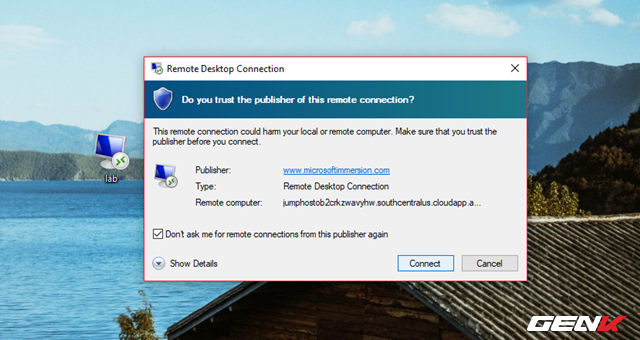 Remote Desktop Connection
Do you trust the publisher of this remote connection?
This remote connection could harm your local or remote computer. Make sure that you trust the
publisher before you connect.
Publisher: www.microsoftimmersion.com
Type: Remote Desktop Connection
Remote computer: jumphostob2crkzwavyhw.southcentralus.cloudapp.a...
Don't ask me for remote connections from this publisher again
Show Details Connect Cancel
lab
GENK